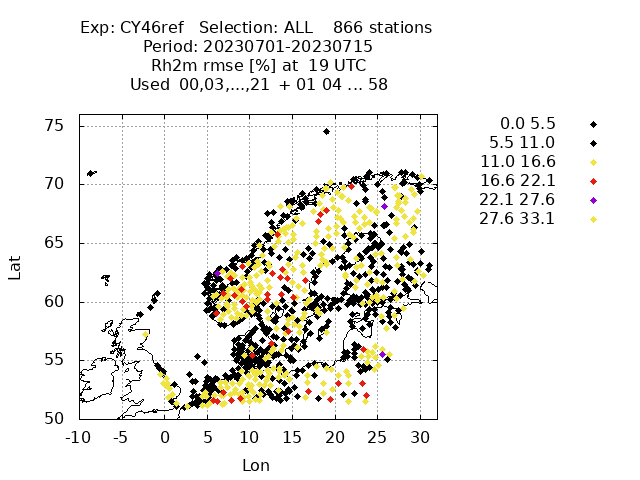 Exp: CY46ref   Selection: ALL    866 stations
Period: 20230701-20230715
Rh2m rmse [%] at  19 UTC
Used  00,03,...,21  + 01 04 ... 58
0.0 5.5
5.5 11.0
11.0 16.6
16.6 22.1
22.1 27.6
27.6 33.1
Lat
75
70
65
60
55
50
-10 -5 0 5 10 15 20 25 30
Lon